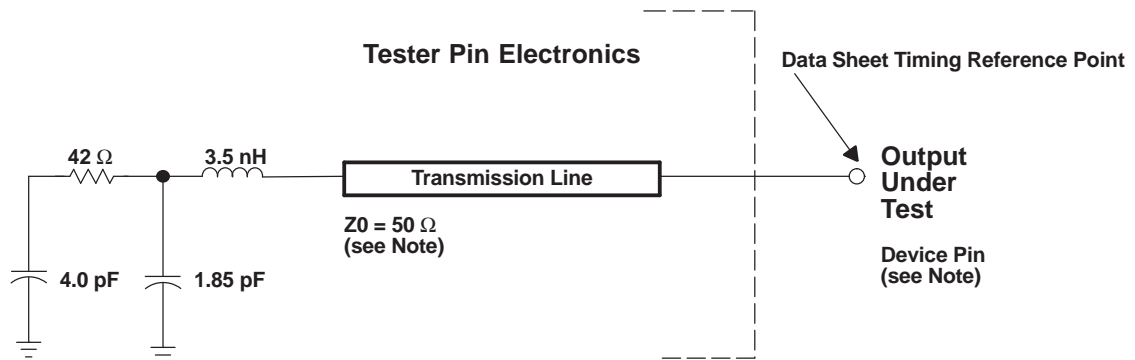 Tester Pin Electronics
Data Sheet Timing Reference Point
42 Ω
3.5 nH
Transmission Line
Output
Under
Test
Z0 = 50 Ω
(see Note)
Device Pin
(see Note)
4.0 pF
1.85 pF